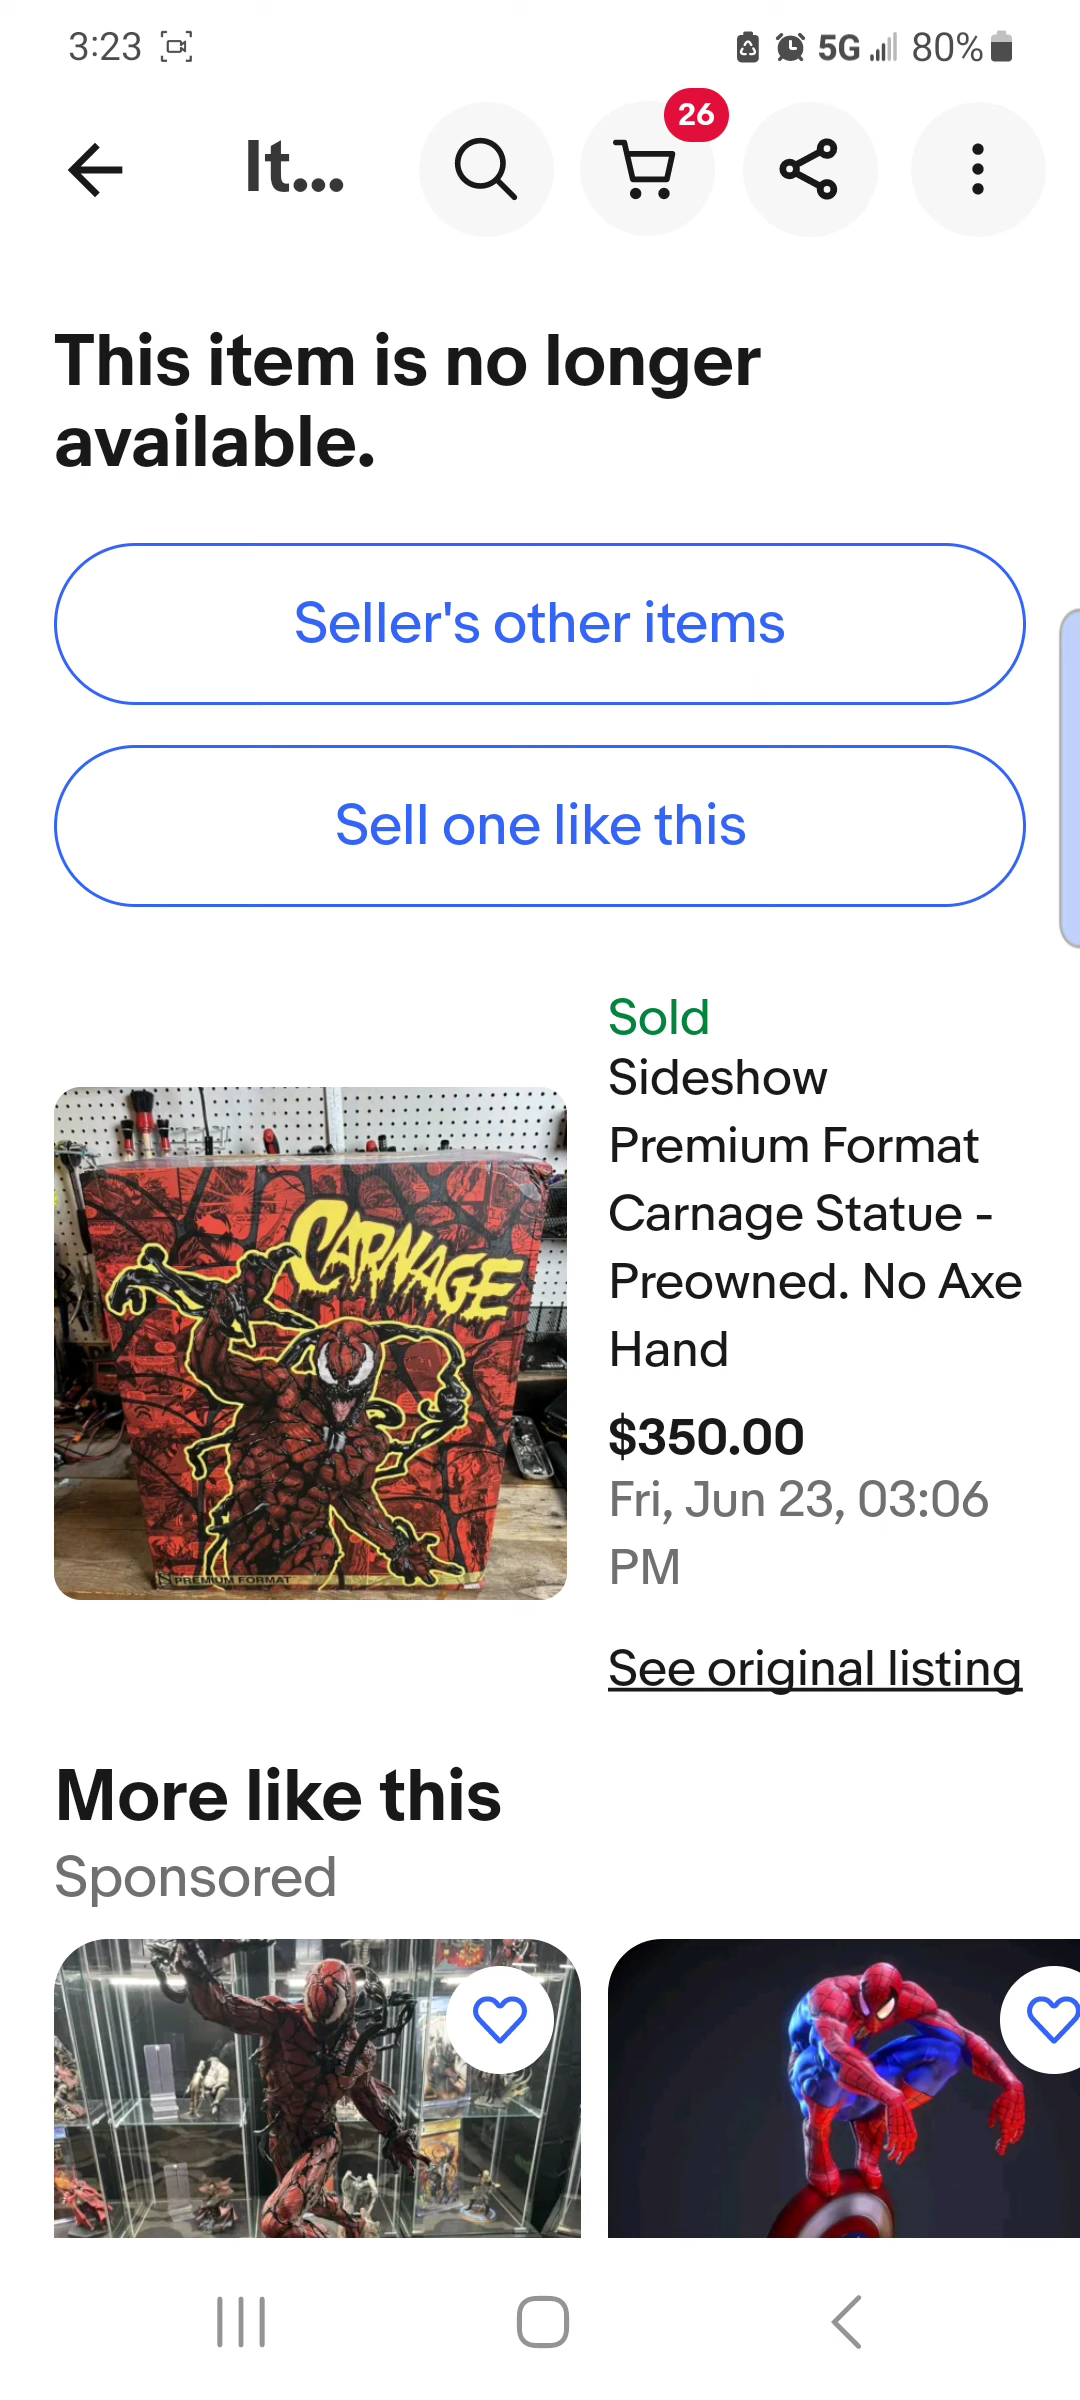 3:23
5G 80%
It...
26
This item is no longer
available.
Seller's other items
Sell one like this
Sold
Sideshow
Premium Format
Carnage Statue -
Preowned. No Axe
Hand
$350.00
Fri, Jun 23, 03:06
PM
See original listing
CARNAGE
PREMIUM FORMAT
More like this
Sponsored